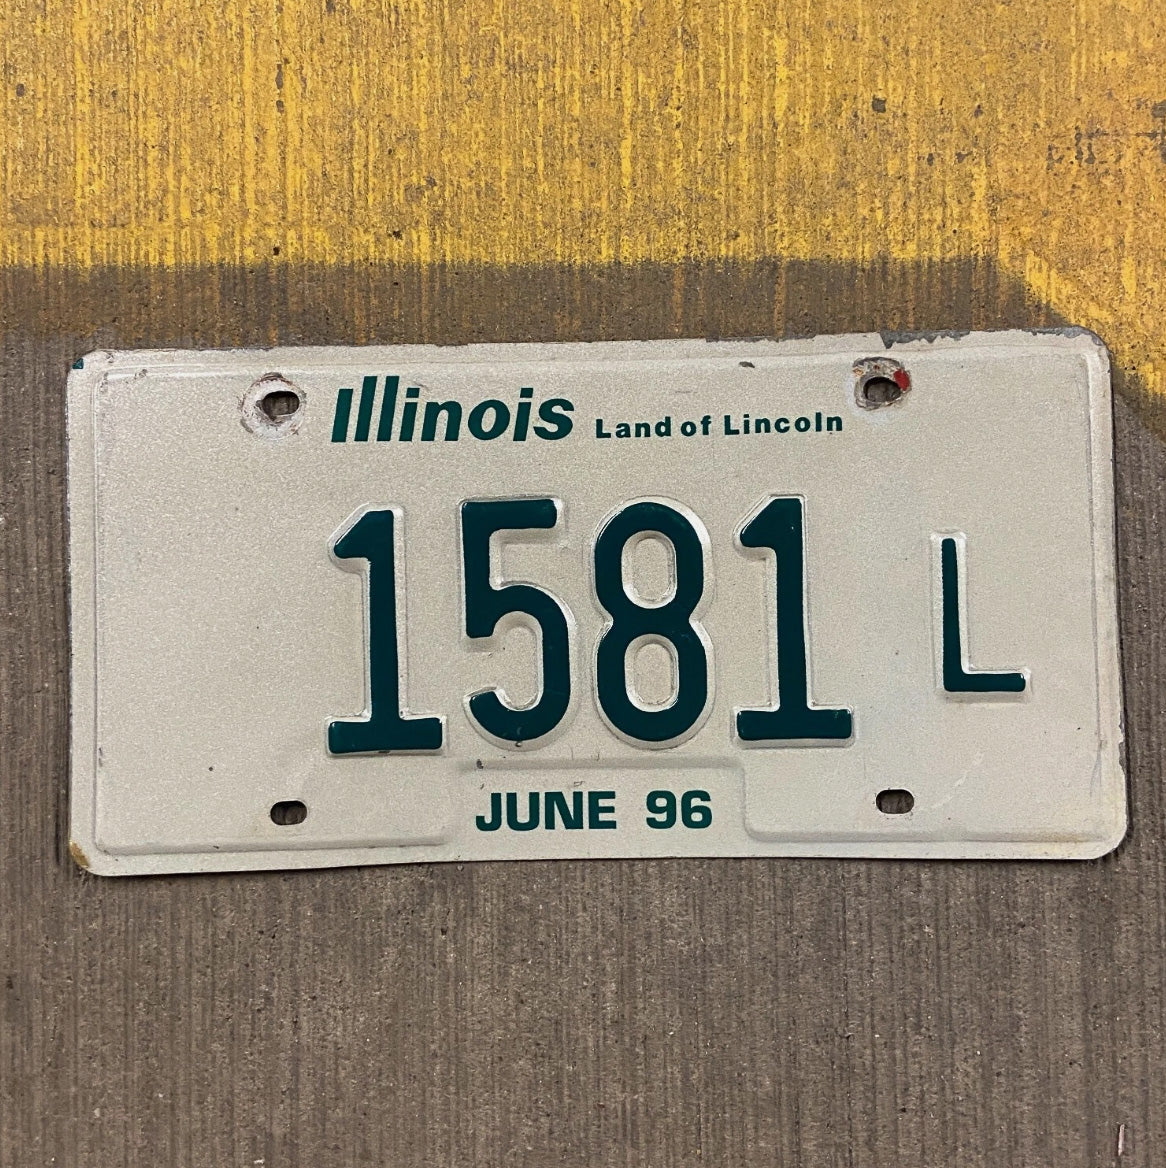 Illinois Land of Lincoln
1581 L
JUNE 96